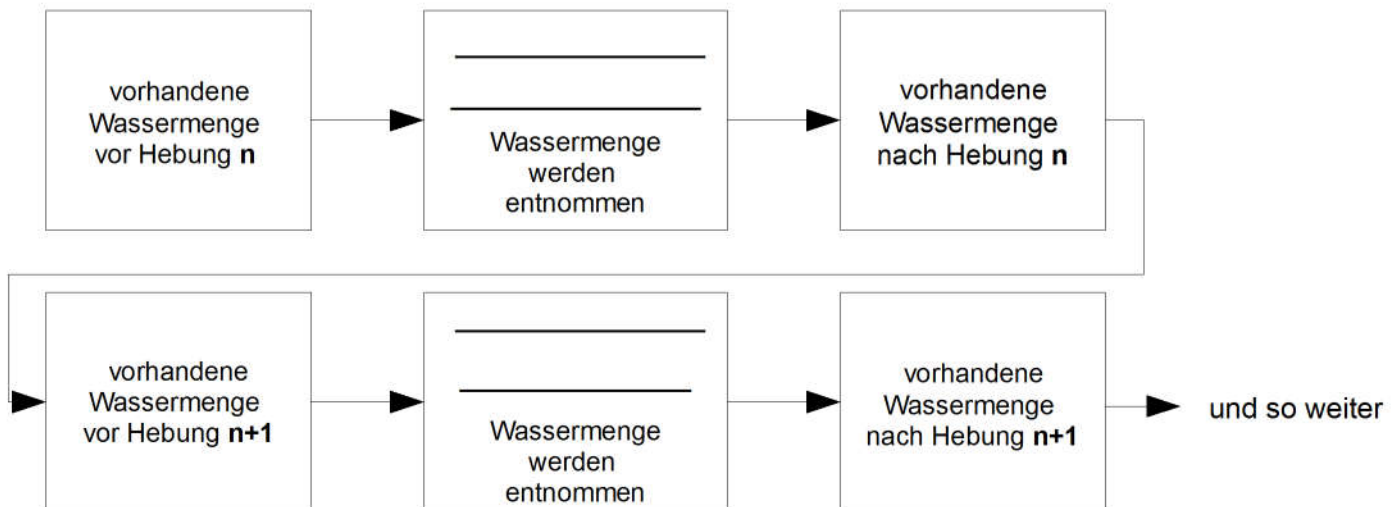 vorhandene
Wassermenge
vor Hebung n
Wassermenge
werden
entnommen
vorhandene
Wassermenge
nach Hebung n
vorhandene
Wassermenge
vor Hebung n+1
Wassermenge
werden
entnommen
vorhandene
Wassermenge
nach Hebung n+1
und so weiter